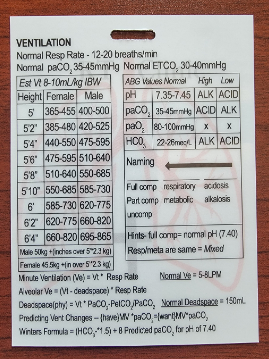 VENTILATION
Normal Resp Rate - 12-20 breaths/min
Normal paCO2 35-45mmHg Normal ETCO2 30-40mmHg
Est Vt 8-10mL/kg IBW
Height Female Male
5' 365-455 400-500
5'2" 385-480 420-525
5'4" 440-550 475-595
5'6" 475-595 510-640
5'8" 510-640 550-685
5'10" 550-685 585-730
6' 585-730 620-775
6'2" 620-775 660-820
6'4" 660-820 695-865
Male 50kg +(inches over 5'*2.3 kg)
Female 45.5kg +(in over 5'*2.3 kg)
ABG Values Normal High Low
pH 7.35-7.45 ALK ACID
paCO2 35-45mmHg ACID ALK
paO2 80-100mmHg x x
HCO3 22-26meq/L ALK ACID
Naming
Full comp respiratory acidosis
Part comp metabolic alkalosis
uncomp
Hints- full comp= normal pH (7.40)
Resp/meta are same = Mixed
Minute Ventilation (Ve) = Vt * Resp Rate Normal Ve = 5-8LPM
Alveolar Ve = (Vt - deadspace) * Resp Rate
Deadspace(phy) = Vt * PaCO2-PetCO2/PaCO2 Normal Deadspace = 150mL
Predicting Vent Changes – (have)MV *paCO2=(want)MV*paCO2
Winters Formula = (HCO3*1.5) + 8 Predicted paCO2 for pH of 7.40